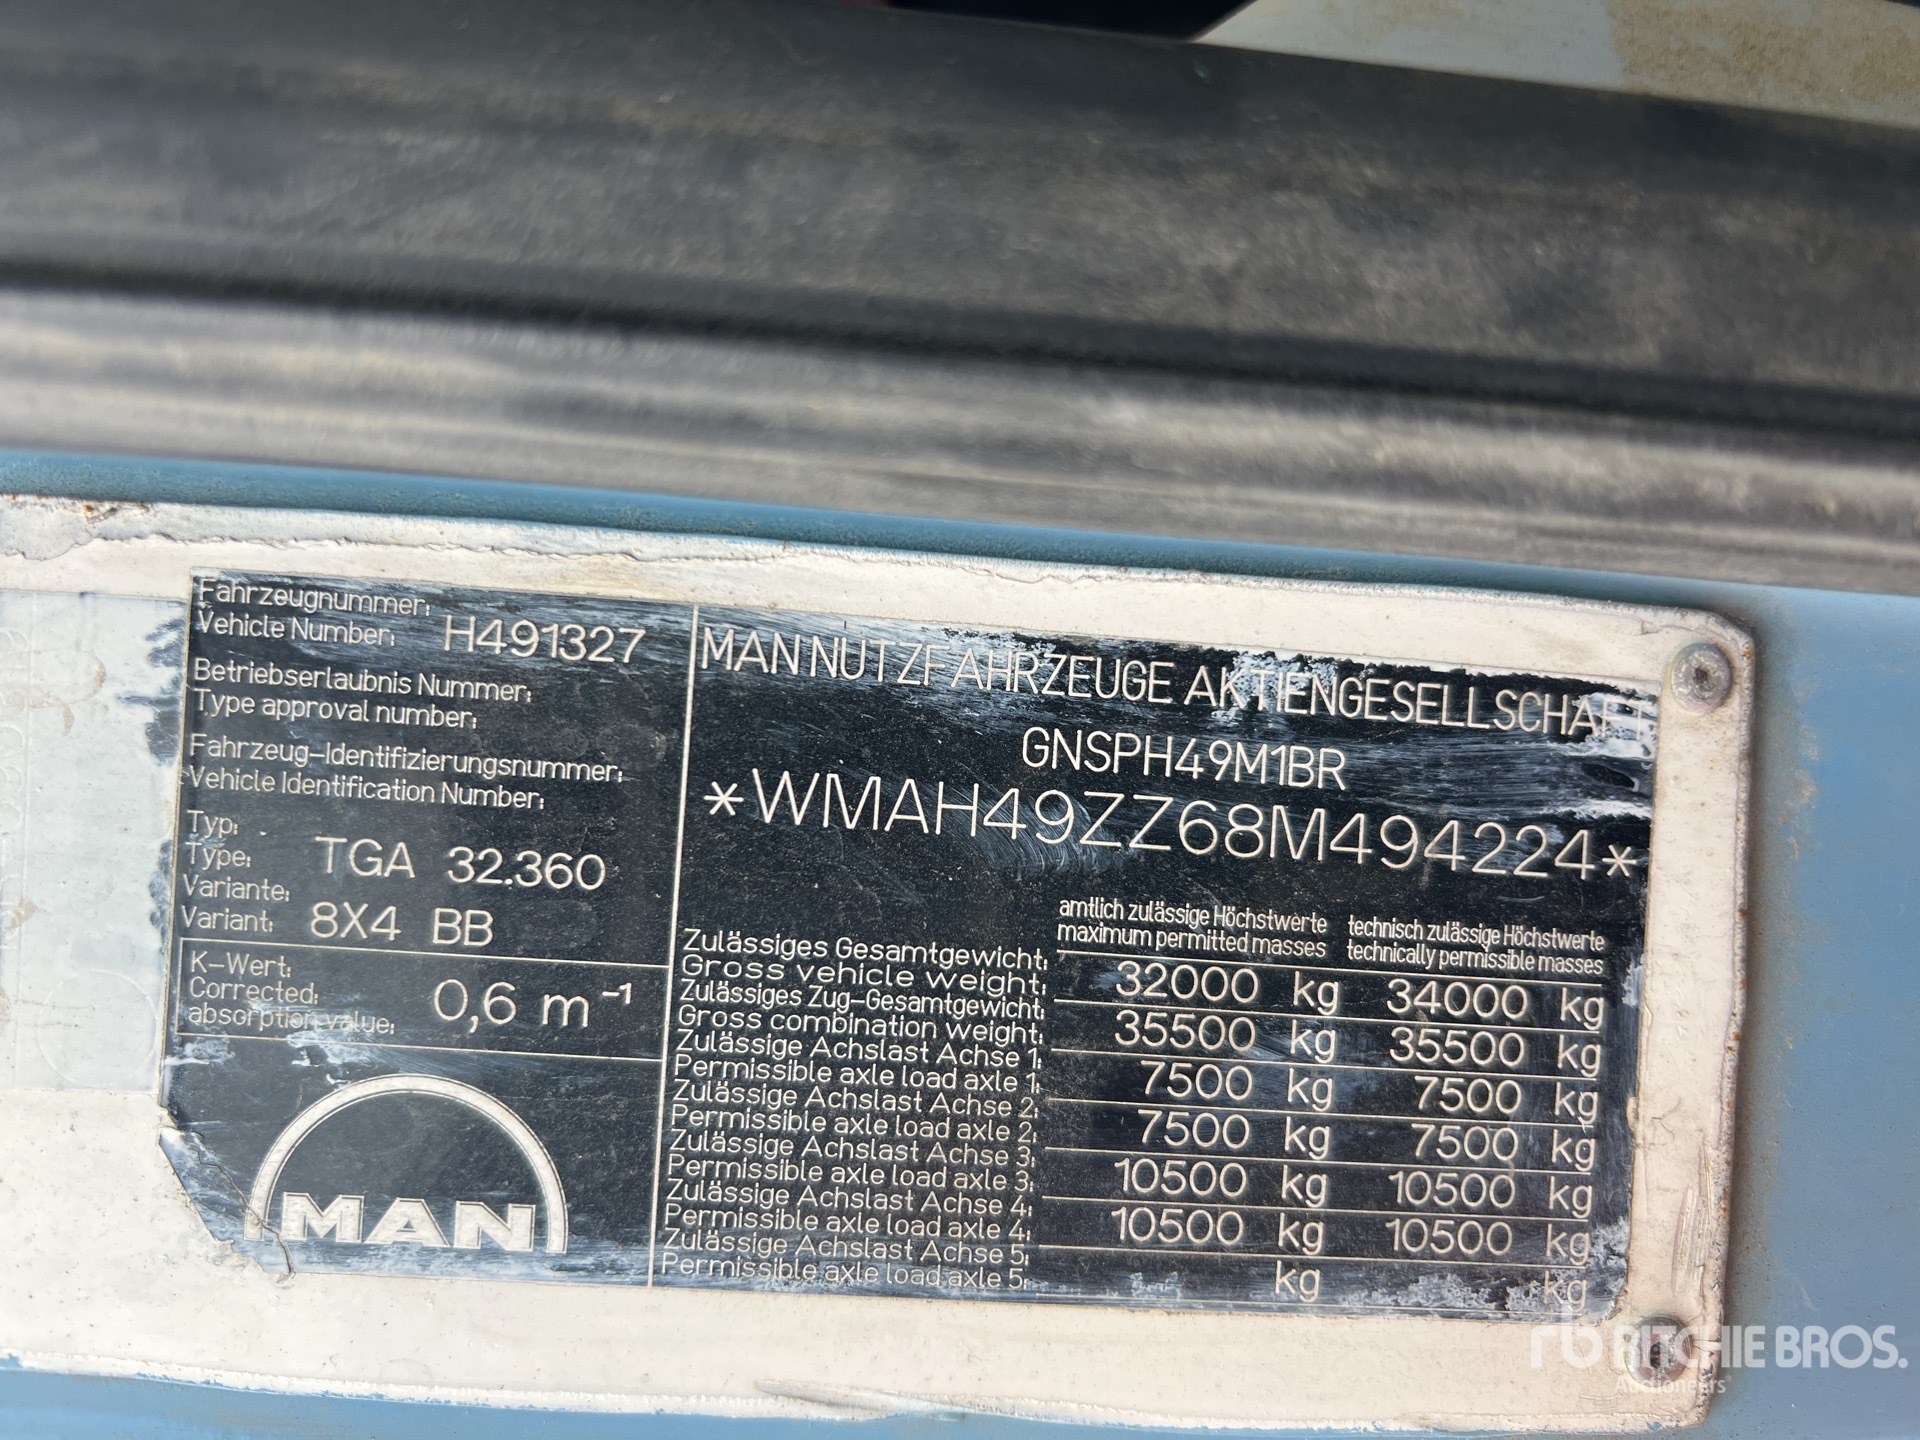 Fahrzeugnummer:
Vehicle Number: H491327
Betriebserlaubnis Nummer:
Type approval number:
Fahrzeug-Identifizierungsnummer:
Vehicle Identification Number:
Typ:
Type: TGA 32.360
Variante:
Variant: 8X4 BB
K-Wert:
Corrected:
absorption value: 0,6 m⁻¹
MAN
MAN NUTZFAHRZEUGE AKTIENGESELLSCHAFT
GNSPH49M1BR
*WMAH49ZZ68M494224*
amtlich zulässige Höchstwerte technisch zulässige Höchstwerte
maximum permitted masses technically permissible masses
Zulässiges Gesamtgewicht:
Gross vehicle weight: 32000 kg 34000 kg
Zulässiges Zug-Gesamtgewicht:
Gross combination weight: 35500 kg 35500 kg
Zulässige Achslast Achse 1:
Permissible axle load axle 1: 7500 kg 7500 kg
Zulässige Achslast Achse 2:
Permissible axle load axle 2: 7500 kg 7500 kg
Zulässige Achslast Achse 3:
Permissible axle load axle 3: 10500 kg 10500 kg
Zulässige Achslast Achse 4:
Permissible axle load axle 4: 10500 kg 10500 kg
Zulässige Achslast Achse 5:
Permissible axle load axle 5: kg kg
rb RITCHIE BROS.
Auctioneers